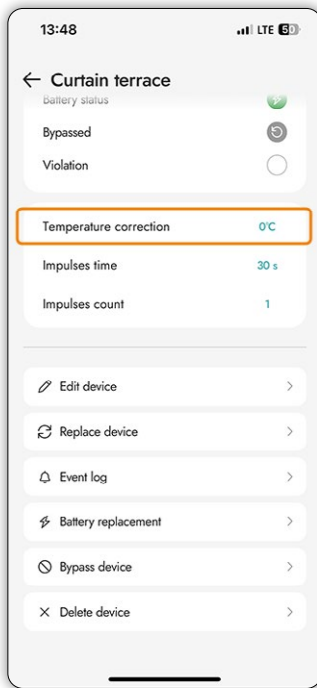 13:48
LTE 50
Curtain terrace
Battery status
Bypassed
Violation
Temperature correction 0°C
Impulses time 30 s
Impulses count 1
Edit device
Replace device
Event log
Battery replacement
Bypass device
Delete device